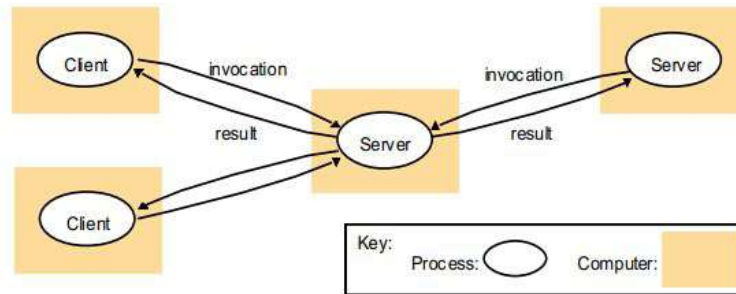 Client
invocation
result
Server
invocation
result
Server
Client
Key:
Process:
Computer: